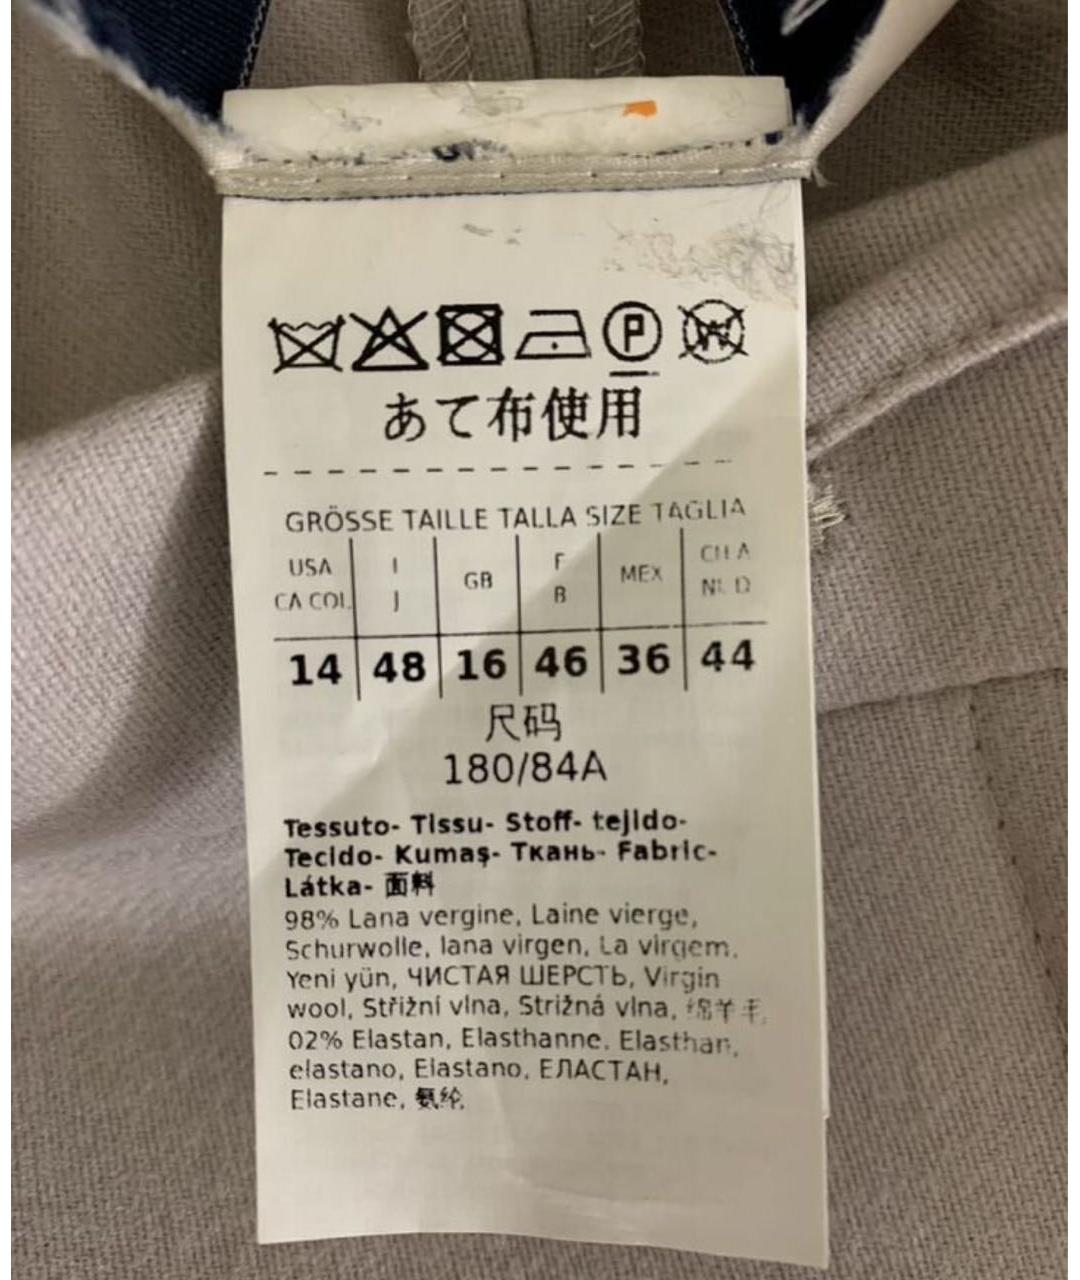 P W
あて布使用
GRÖSSE TAILLE TALLA SIZE TAGLIA
USA I GB F MEX CH A
CA COL J B NL D
14 48 16 46 36 44
尺码
180/84A
Tessuto- Tissu- Stoff- tejido-
Tecido- Kumaş- Ткань- Fabric-
Látka- 面料
98% Lana vergine, Laine vierge,
Schurwolle, lana virgen, La virgem,
Yeni yün, ЧИСТАЯ ШЕРСТЬ, Virgin
wool, Střižní vlna, Strižná vlna, 绵羊毛,
02% Elastan, Elasthanne, Elasthan,
elastano, Elastano, ЕЛАСТАН,
Elastane, 氨纶,